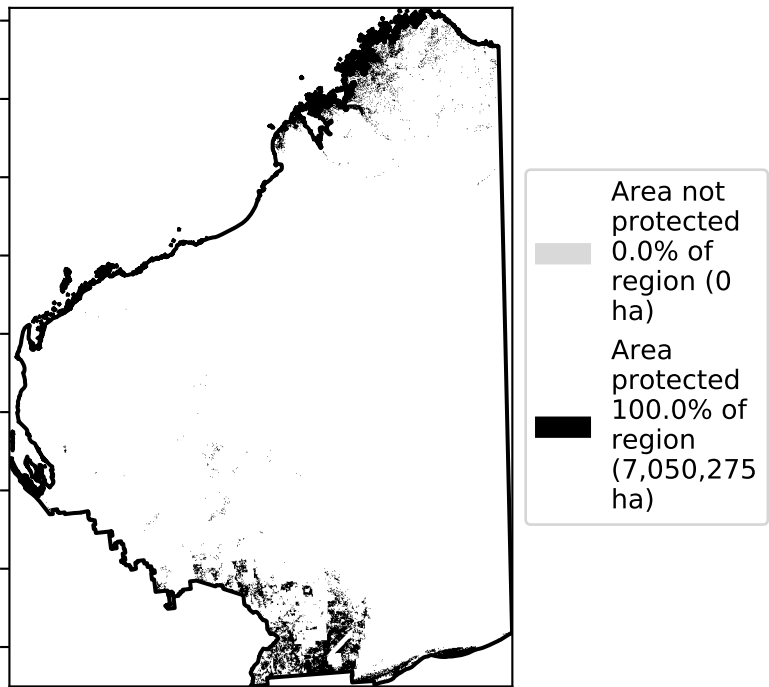 Area not
protected
0.0% of
region (0
ha)
Area
protected
100.0% of
region
(7,050,275
ha)